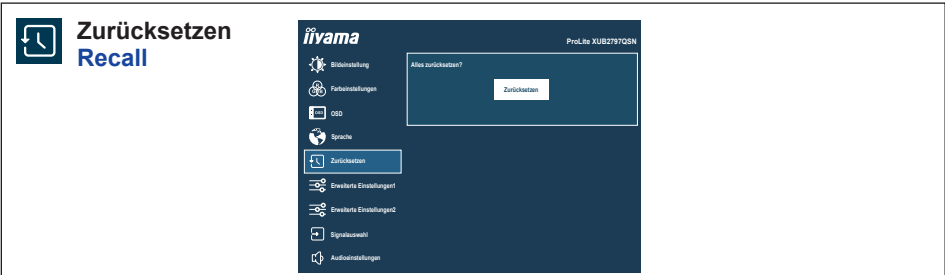 Zurücksetzen
Recall
iiyama
ProLite XUB2797QSN
Bildeinstellung
Alles zurücksetzen?
Farbeinstellungen
Zurücksetzen
OSD
OSD
Sprache
Zurücksetzen
Erweiterte Einstellungen1
Erweiterte Einstellungen2
Signalauswahl
Audioeinstellungen